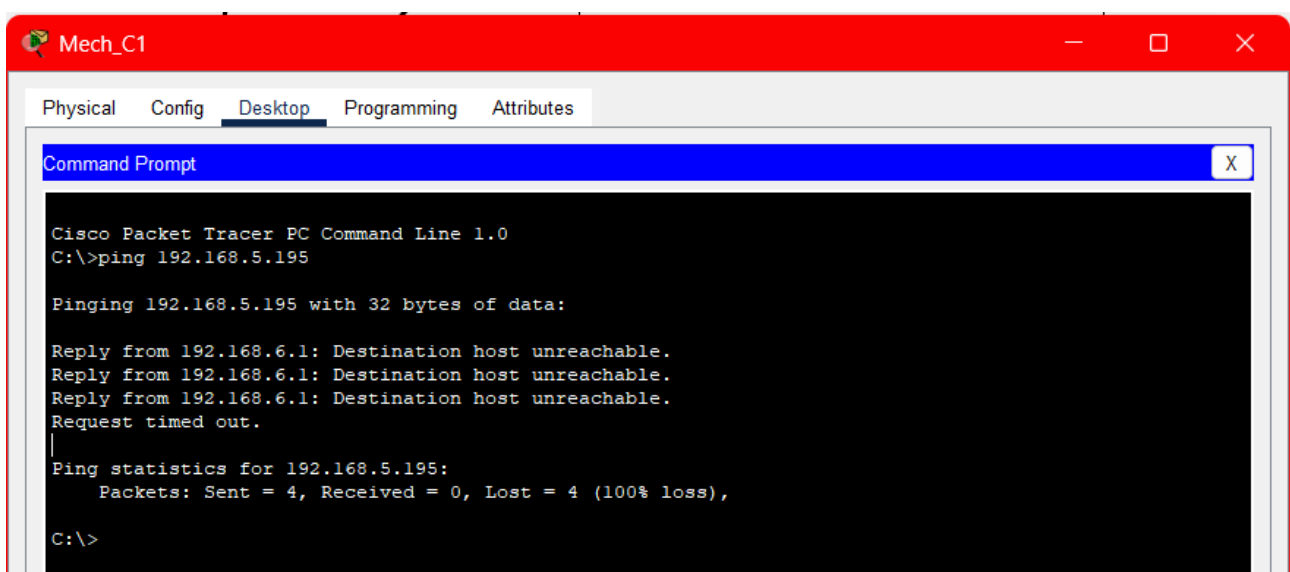 Mech_C1
Physical Config Desktop Programming Attributes
Command Prompt
X
Cisco Packet Tracer PC Command Line 1.0
C:\>ping 192.168.5.195
Pinging 192.168.5.195 with 32 bytes of data:
Reply from 192.168.6.1: Destination host unreachable.
Reply from 192.168.6.1: Destination host unreachable.
Reply from 192.168.6.1: Destination host unreachable.
Request timed out.
Ping statistics for 192.168.5.195:
Packets: Sent = 4, Received = 0, Lost = 4 (100% loss),
C:\>